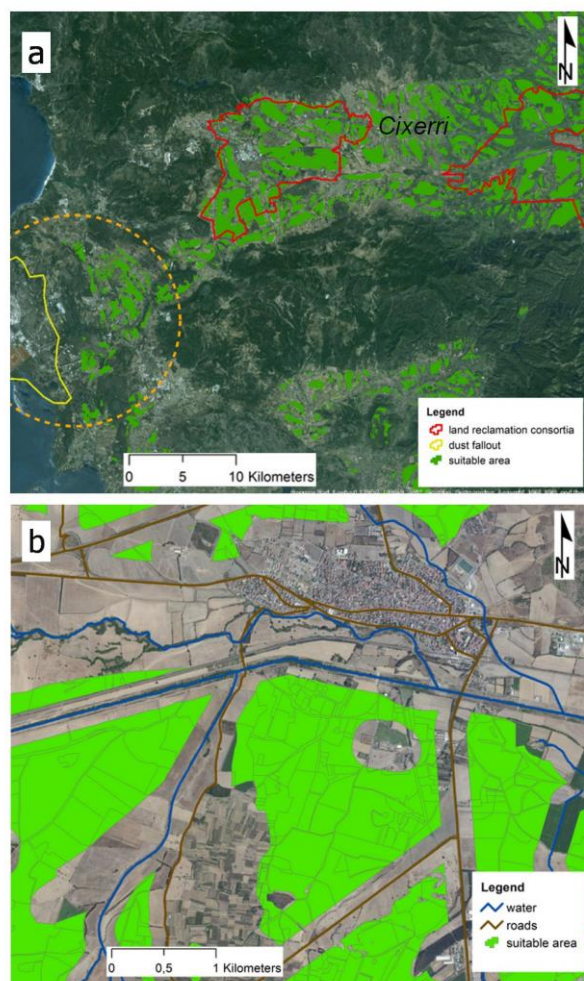 a
N
Cixerri
Legend
land reclamation consortia
dust fallout
suitable area
0 5 10 Kilometers
b
N
Legend
water
roads
suitable area
0 0,5 1 Kilometers